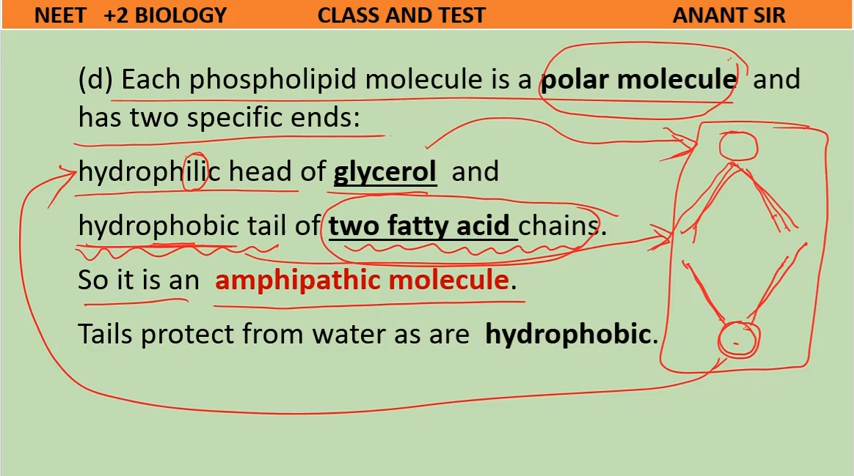 NEET +2 BIOLOGY CLASS AND TEST ANANT SIR
(d) Each phospholipid molecule is a polar molecule and
has two specific ends:
hydrophilic head of glycerol and
hydrophobic tail of two fatty acid chains.
So it is an amphipathic molecule.
Tails protect from water as are hydrophobic.